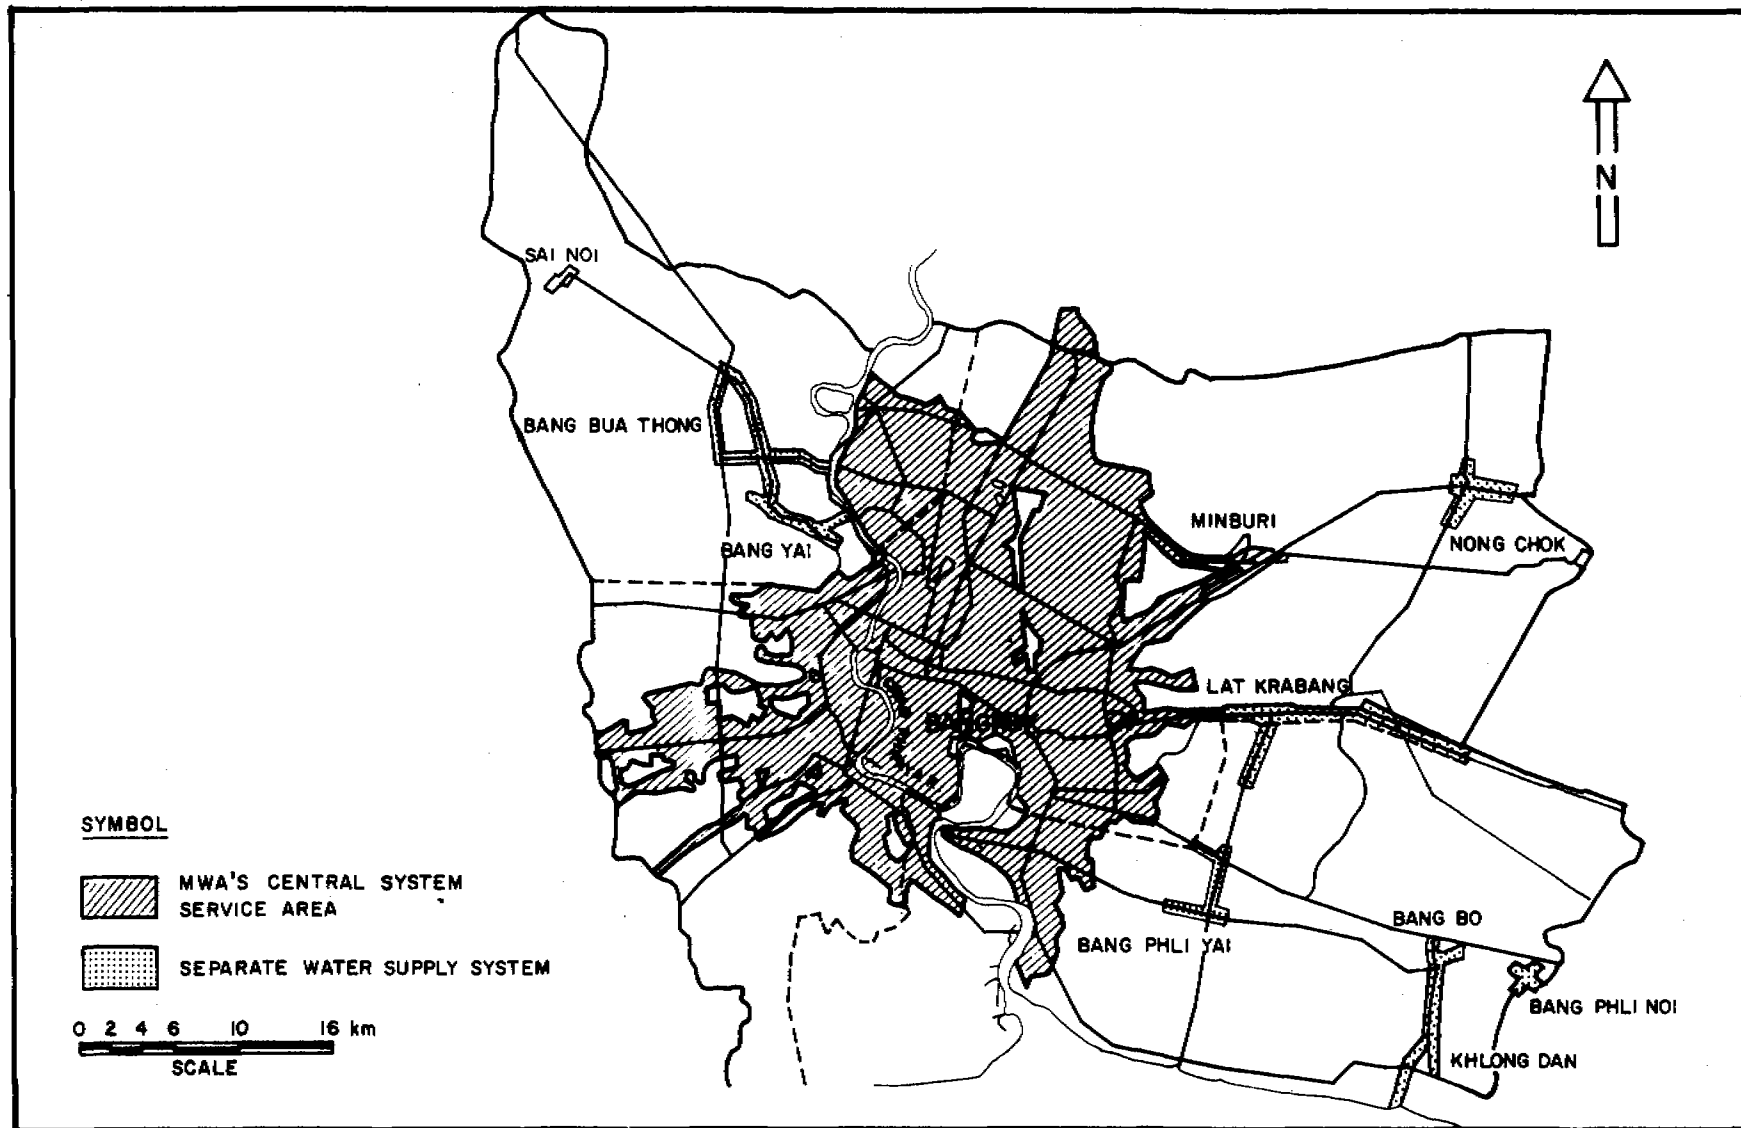 N
SAI NOI
BANG BUA THONG
MINBURI
NONG CHOK
BANG YAI
LAT KRABANG
SYMBOL
MWA'S CENTRAL SYSTEM
SERVICE AREA
SEPARATE WATER SUPPLY SYSTEM
BANG BO
BANG PHLI YAI
BANG PHLI NOI
KHLONG DAN
0 2 4 6 10 16 km
SCALE